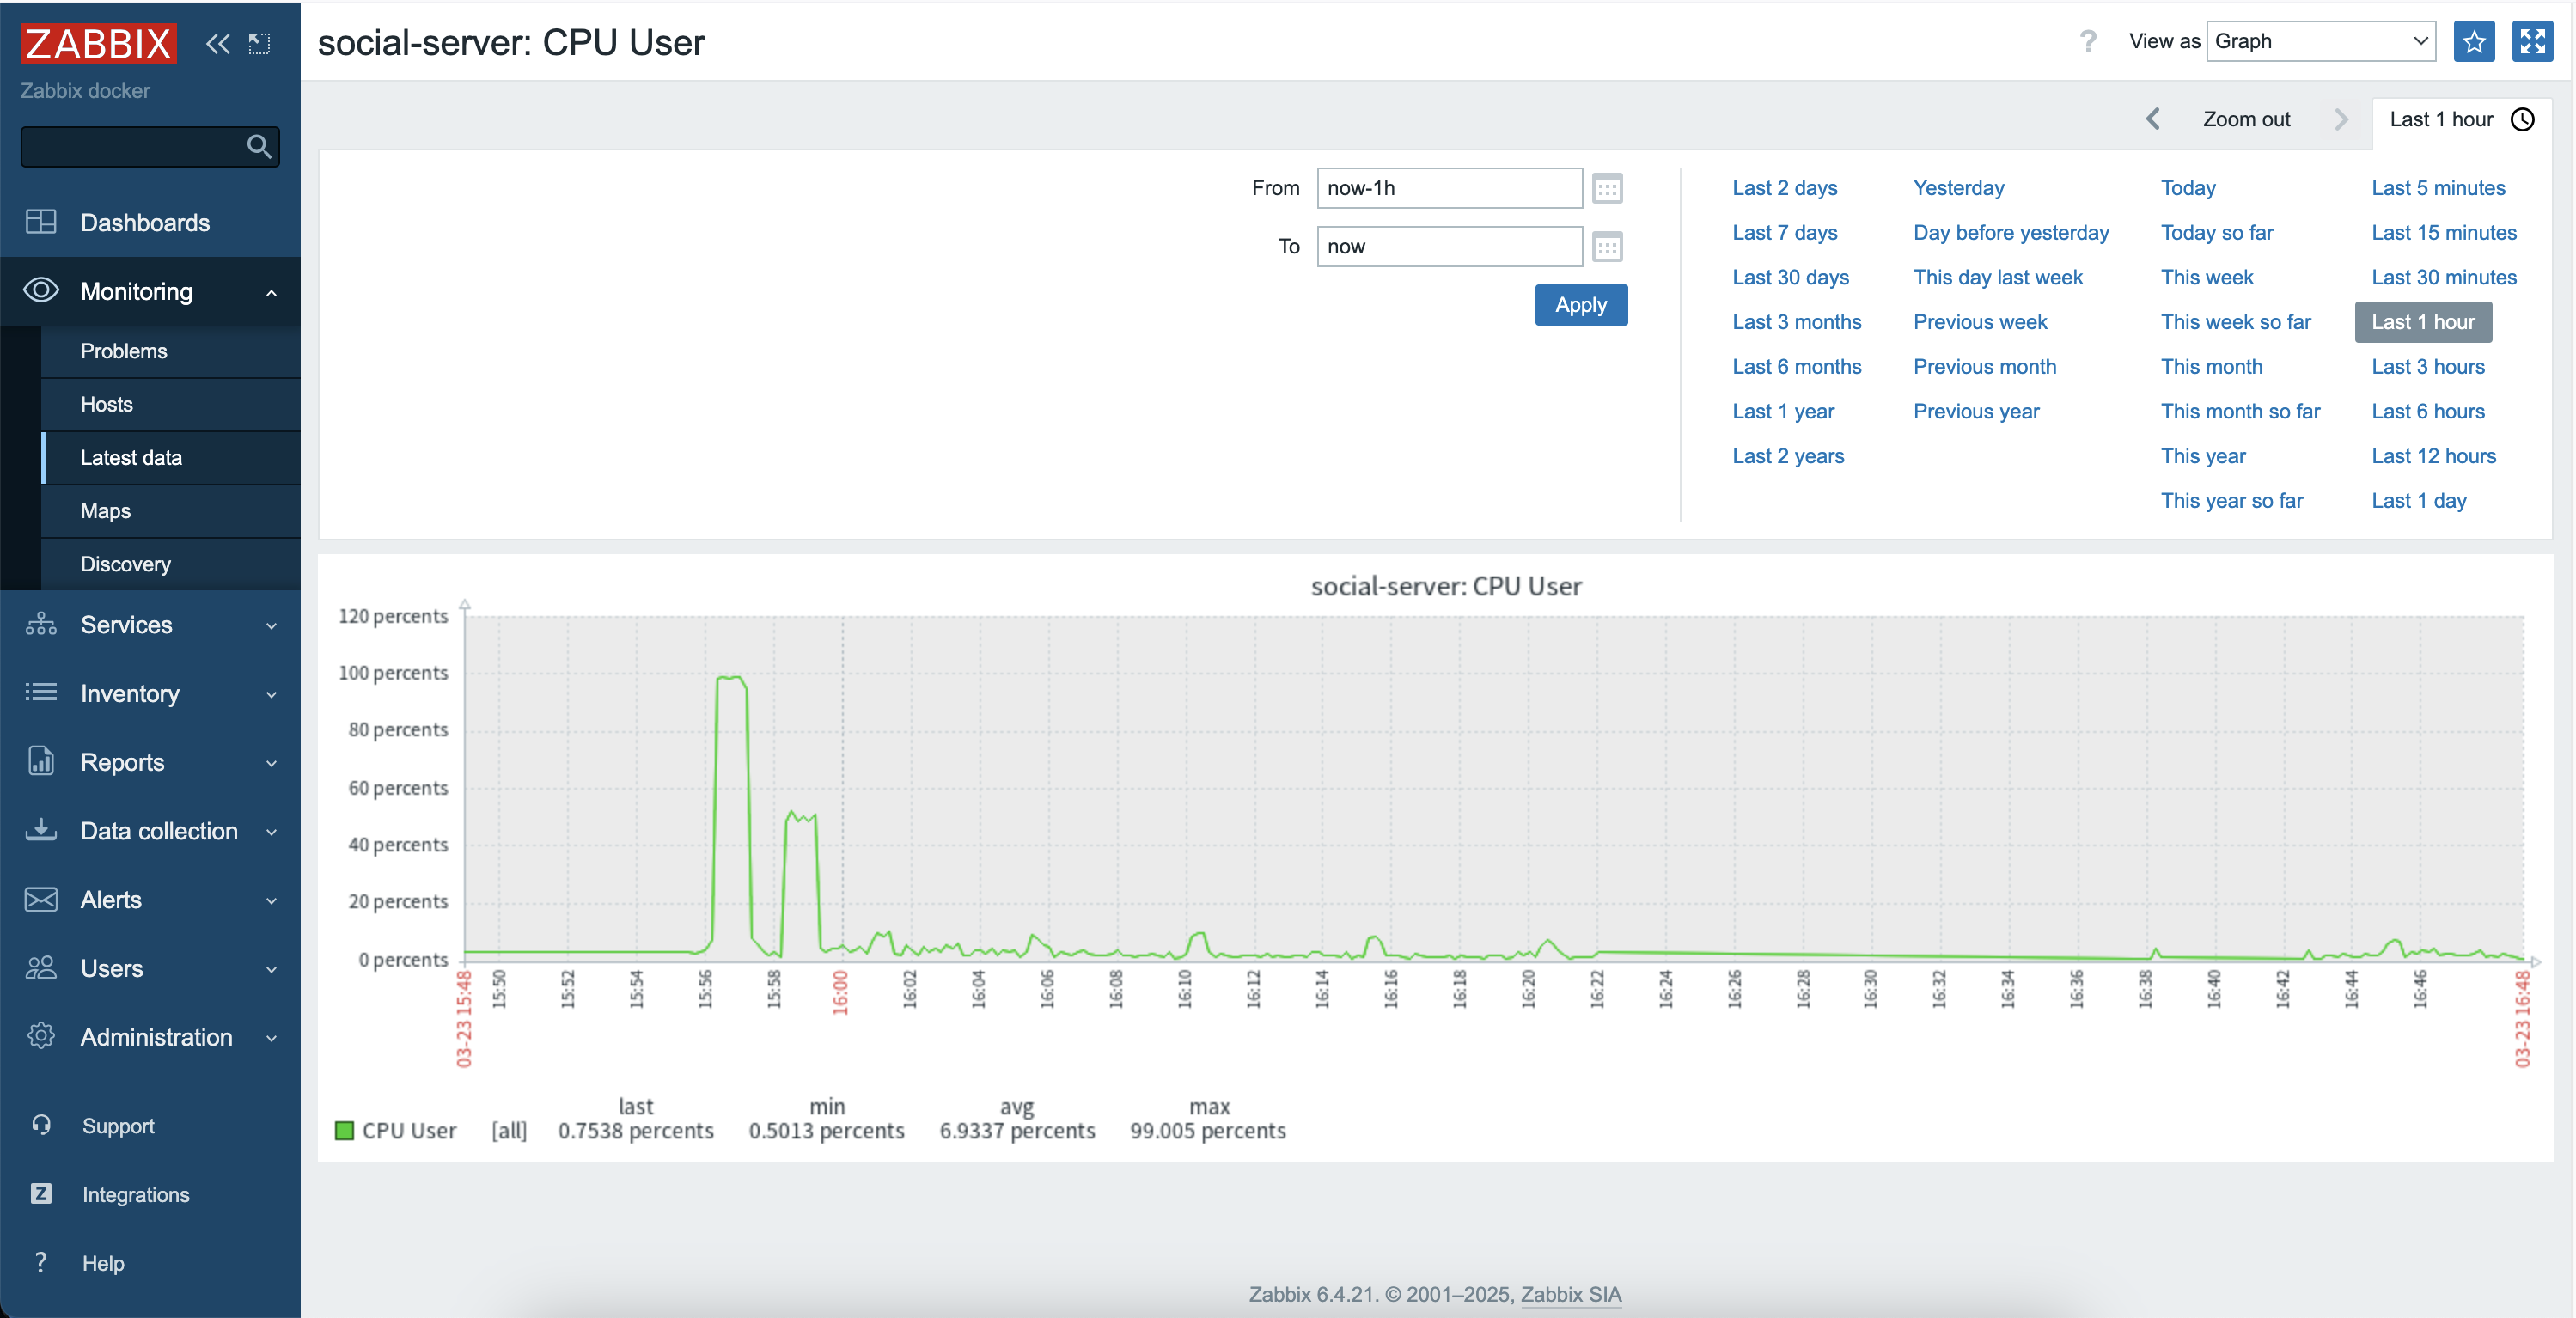 ZABBIX
Zabbix docker
Dashboards
Monitoring
Problems
Hosts
Latest data
Maps
Discovery
Services
Inventory
Reports
Data collection
Alerts
Users
Administration
Support
Z Integrations
? Help
social-server: CPU User
? View as Graph
Zoom out Last 1 hour
From now-1h
To now
Apply
Last 2 days Yesterday Today Last 5 minutes
Last 7 days Day before yesterday Today so far Last 15 minutes
Last 30 days This day last week This week Last 30 minutes
Last 3 months Previous week This week so far Last 1 hour
Last 6 months Previous month This month Last 3 hours
Last 1 year Previous year This month so far Last 6 hours
Last 2 years This year Last 12 hours
This year so far Last 1 day
social-server: CPU User
120 percents
100 percents
80 percents
60 percents
40 percents
20 percents
0 percents
03-23 15:48 15:50 15:52 15:54 15:56 15:58 16:00 16:02 16:04 16:06 16:08 16:10 16:12 16:14 16:16 16:18 16:20 16:22 16:24 16:26 16:28 16:30 16:32 16:34 16:36 16:38 16:40 16:42 16:44 16:46 03-23 16:48
last min avg max
CPU User [all] 0.7538 percents 0.5013 percents 6.9337 percents 99.005 percents
Zabbix 6.4.21. © 2001–2025, Zabbix SIA